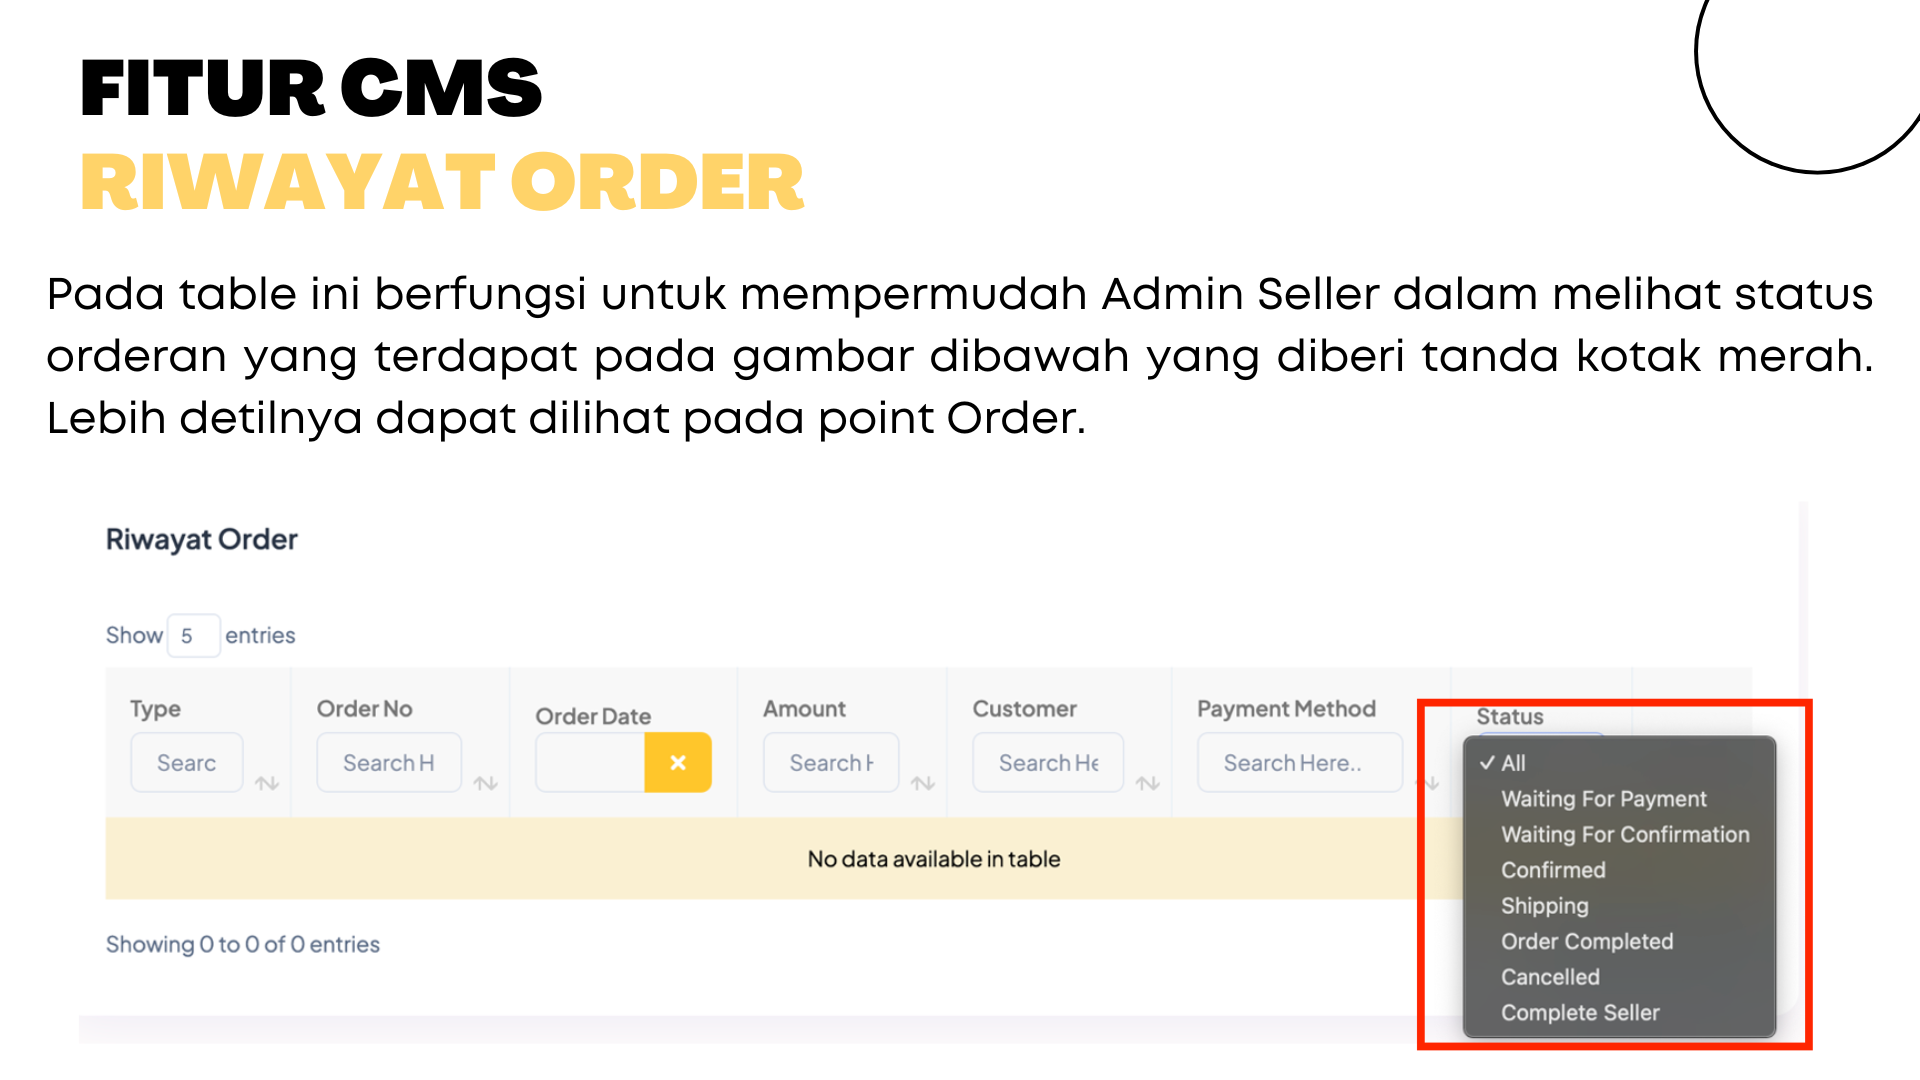 FITUR CMS
RIWAYAT ORDER
Pada table ini berfungsi untuk mempermudah Admin Seller dalam melihat status
orderan yang terdapat pada gambar dibawah yang diberi tanda kotak merah.
Lebih detilnya dapat dilihat pada point Order.
Riwayat Order
Show 5 entries
Type Order No Order Date Amount Customer Payment Method Status
Searc Search H Search H Search He Search Here..
✓ All
Waiting For Payment
Waiting For Confirmation
Confirmed
Shipping
Order Completed
Cancelled
Complete Seller
No data available in table
Showing 0 to 0 of 0 entries